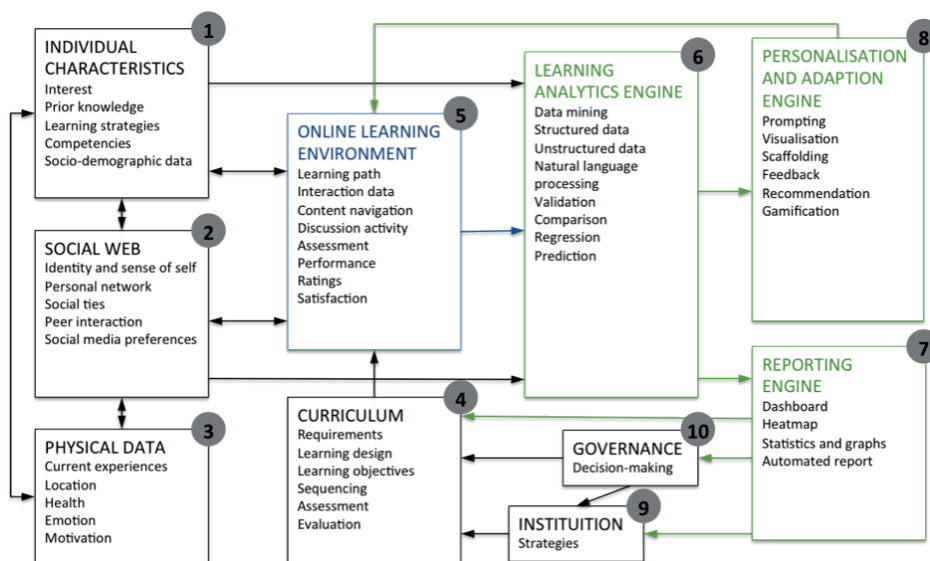 1
INDIVIDUAL
CHARACTERISTICS
Interest
Prior knowledge
Learning strategies
Competencies
Socio-demographic data
2
SOCIAL WEB
Identity and sense of self
Personal network
Social ties
Peer interaction
Social media preferences
3
PHYSICAL DATA
Current experiences
Location
Health
Emotion
Motivation
5
ONLINE LEARNING
ENVIRONMENT
Learning path
Interaction data
Content navigation
Discussion activity
Assessment
Performance
Ratings
Satisfaction
4
CURRICULUM
Requirements
Learning design
Learning objectives
Sequencing
Assessment
Evaluation
6
LEARNING
ANALYTICS ENGINE
Data mining
Structured data
Unstructured data
Natural language
processing
Validation
Comparison
Regression
Prediction
10
GOVERNANCE
Decision-making
9
INSTITUITION
Strategies
8
PERSONALISATION
AND ADAPTION
ENGINE
Prompting
Visualisation
Scaffolding
Feedback
Recommendation
Gamification
7
REPORTING
ENGINE
Dashboard
Heatmap
Statistics and graphs
Automated report